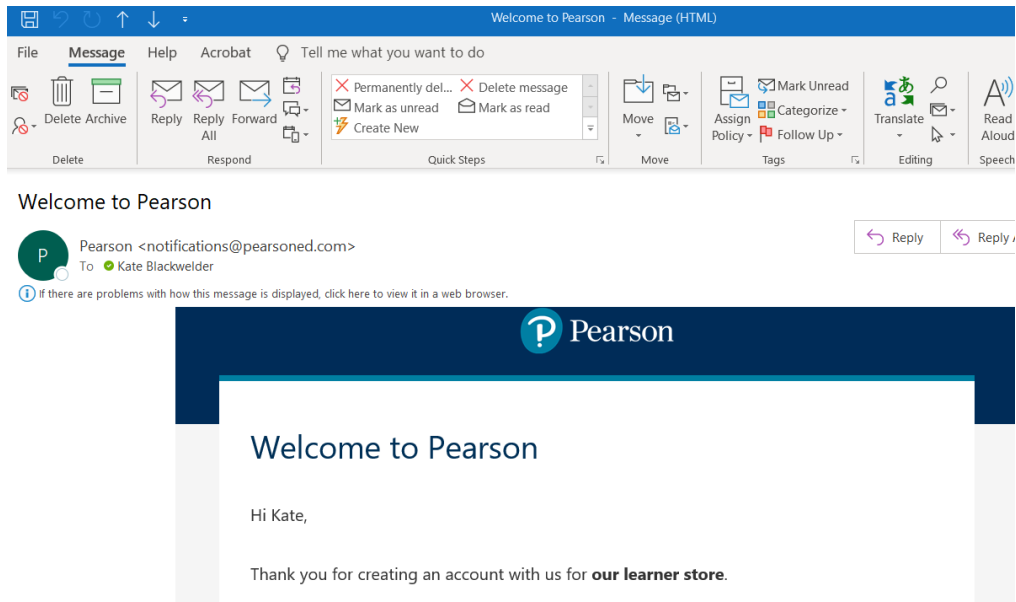 Welcome to Pearson - Message (HTML)
File Message Help Acrobat Tell me what you want to do
Permanently del... Delete message Mark Unread
Mark as unread Mark as read Categorize
Delete Archive Reply Reply All Forward Create New Move Assign Policy Follow Up Translate Read Aloud
Delete Respond Quick Steps Move Tags Editing Speech
Welcome to Pearson
P
Pearson <notifications@pearsoned.com>
Reply Reply A
To Kate Blackwelder
If there are problems with how this message is displayed, click here to view it in a web browser.
Pearson
Welcome to Pearson
Hi Kate,
Thank you for creating an account with us for our learner store.